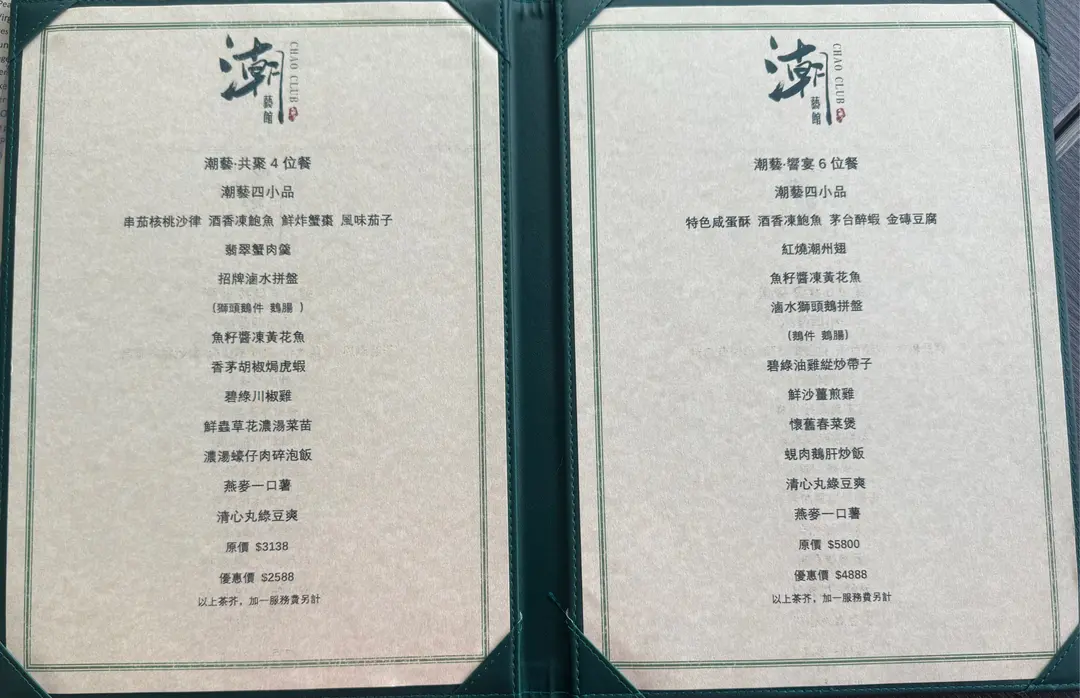 潮
CHAO CLUB
藝館
潮藝·共聚 4 位餐
潮藝四小品
串茄核桃沙律 酒香凍鮑魚 鮮炸蟹棗 風味茄子
翡翠蟹肉羹
招牌滷水拼盤
(獅頭鵝件 鵝腸 )
魚籽醬凍黃花魚
香茅胡椒焗虎蝦
碧綠川椒雞
鮮蟲草花濃湯菜苗
濃湯蠔仔肉碎泡飯
燕麥一口薯
清心丸綠豆爽
原價 $3138
優惠價 $2588
以上茶芥，加一服務費另計
潮
CHAO CLUB
藝館
潮藝·饗宴 6 位餐
潮藝四小品
特色咸蛋酥 酒香凍鮑魚 茅台醉蝦 金磚豆腐
紅燒潮州翅
魚籽醬凍黃花魚
滷水獅頭鵝拼盤
(鵝件 鵝腸)
碧綠油雞縱炒帶子
鮮沙薑煎雞
懷舊春菜煲
蜆肉鵝肝炒飯
清心丸綠豆爽
燕麥一口薯
原價 $5800
優惠價 $4888
以上茶芥，加一服務費另計